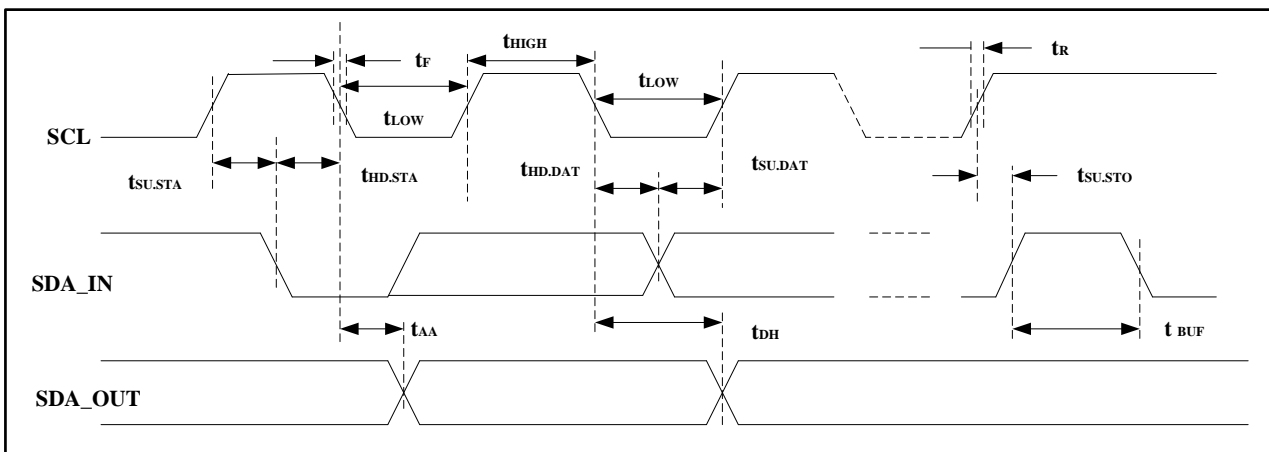 tHIGH
tF
tR
tLOW
tLOW
SCL
tSU.STA
tHD.STA
tHD.DAT
tSU.DAT
tSU.STO
SDA_IN
tAA
tDH
t BUF
SDA_OUT